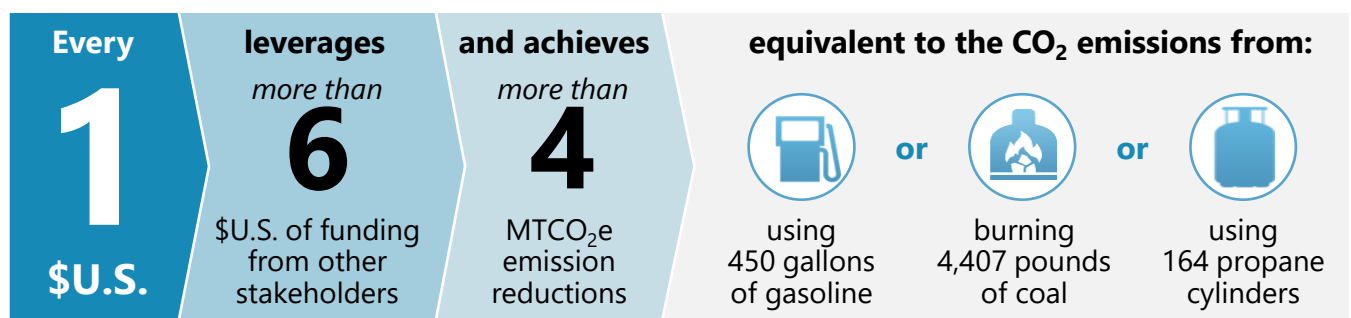 Every
1
$U.S.
leverages
more than
6
$U.S. of funding
from other
stakeholders
and achieves
more than
4
MTCO₂e
emission
reductions
equivalent to the CO₂ emissions from:
using
450 gallons
of gasoline
or
burning
4,407 pounds
of coal
or
using
164 propane
cylinders